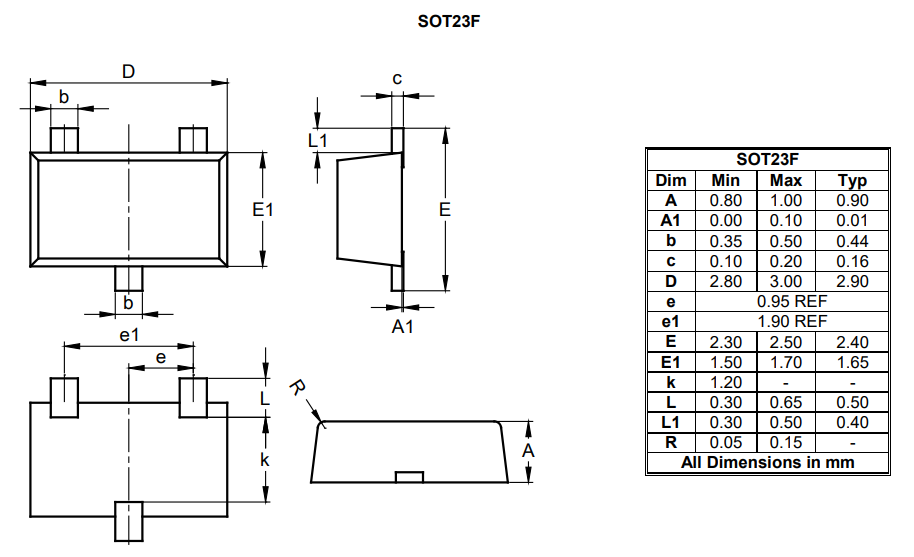 SOT23F
D
b
c
L1
E1
E
b
A1
e1
e
L
k
R
A
SOT23F
Dim Min Max Typ
A 0.80 1.00 0.90
A1 0.00 0.10 0.01
b 0.35 0.50 0.44
c 0.10 0.20 0.16
D 2.80 3.00 2.90
e 0.95 REF
e1 1.90 REF
E 2.30 2.50 2.40
E1 1.50 1.70 1.65
k 1.20 - -
L 0.30 0.65 0.50
L1 0.30 0.50 0.40
R 0.05 0.15 -
All Dimensions in mm